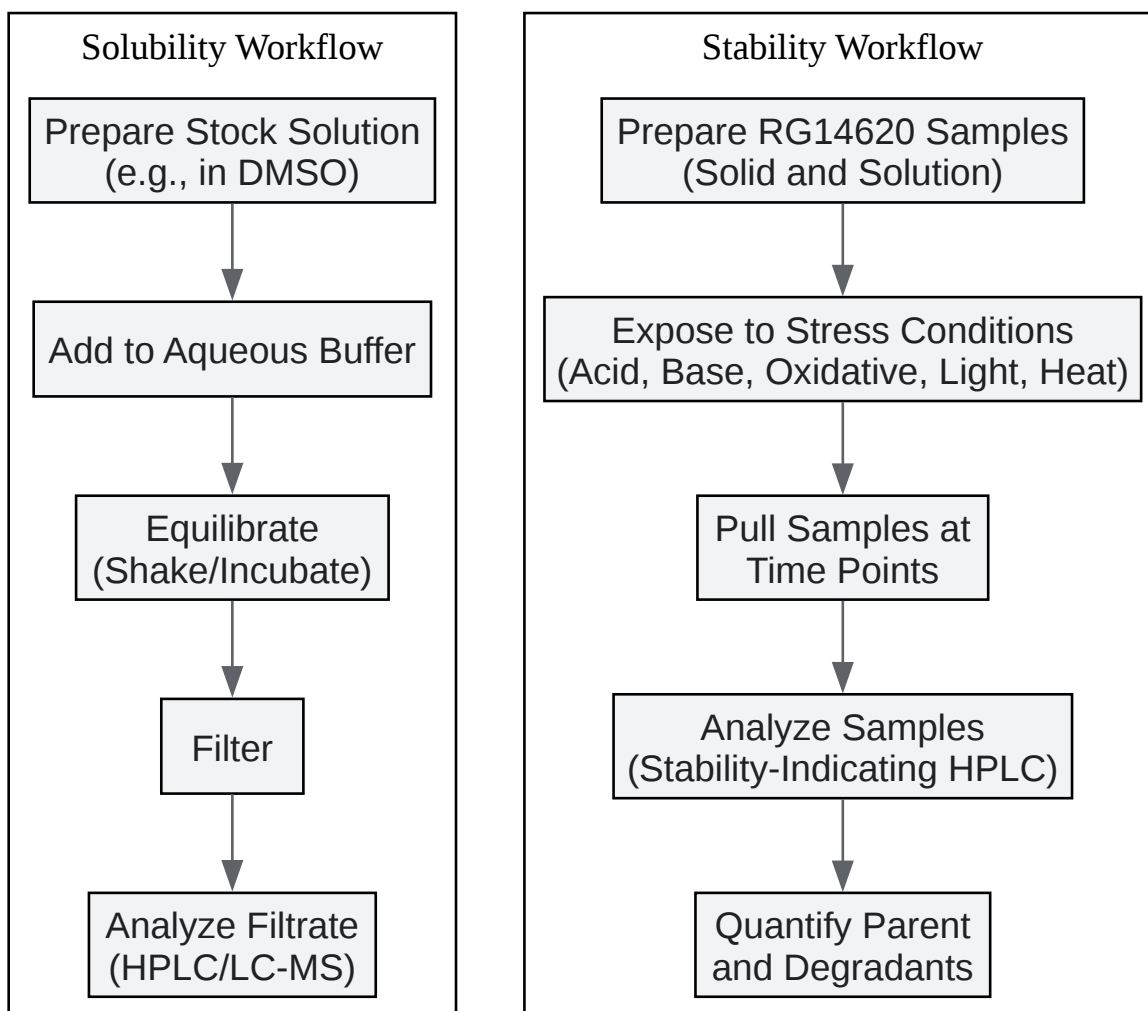 Solubility Workflow
Prepare Stock Solution
(e.g., in DMSO)
Add to Aqueous Buffer
Equilibrate
(Shake/Incubate)
Filter
Analyze Filtrate
(HPLC/LC-MS)
Stability Workflow
Prepare RG14620 Samples
(Solid and Solution)
Expose to Stress Conditions
(Acid, Base, Oxidative, Light, Heat)
Pull Samples at
Time Points
Analyze Samples
(Stability-Indicating HPLC)
Quantify Parent
and Degradants